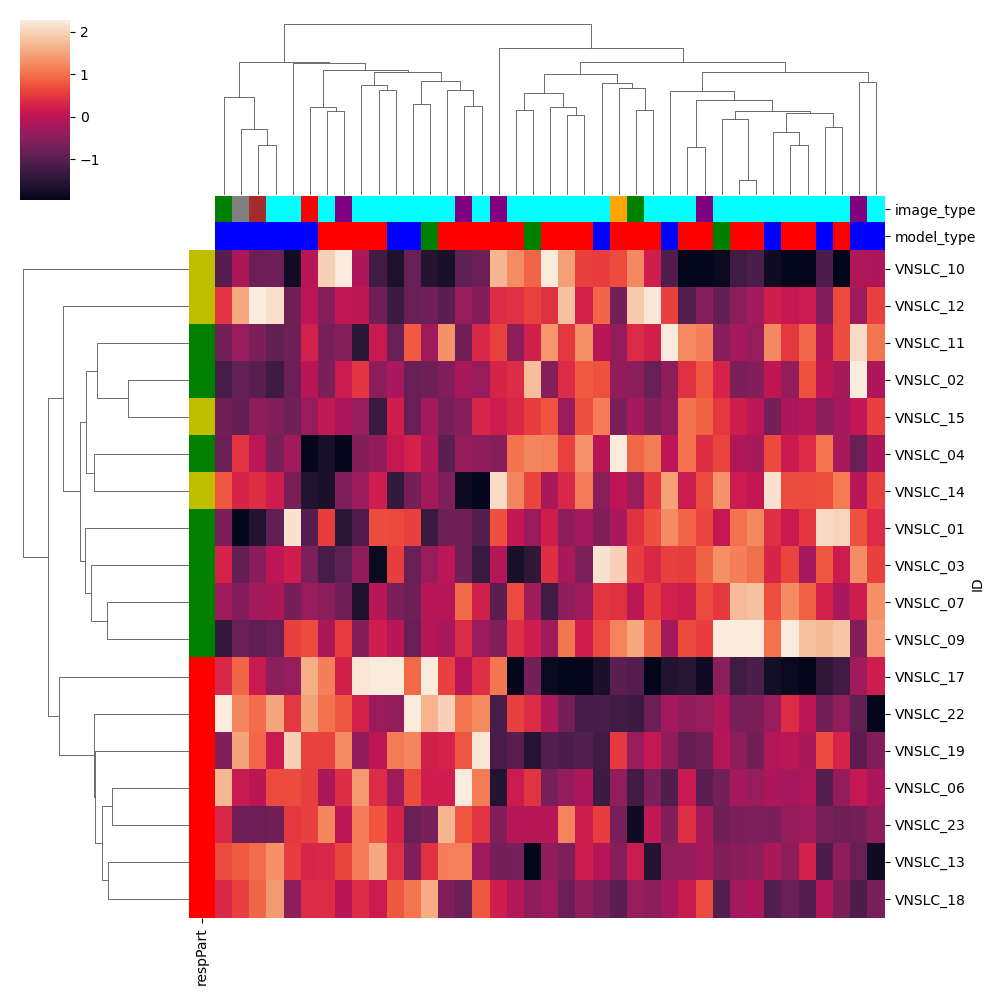 2
1
0
−1
image_type
model_type
VNSLC_10
VNSLC_12
VNSLC_11
VNSLC_02
VNSLC_15
VNSLC_04
VNSLC_14
VNSLC_01
VNSLC_03
VNSLC_07
VNSLC_09
VNSLC_17
VNSLC_22
VNSLC_19
VNSLC_06
VNSLC_23
VNSLC_13
VNSLC_18
ID
respPart